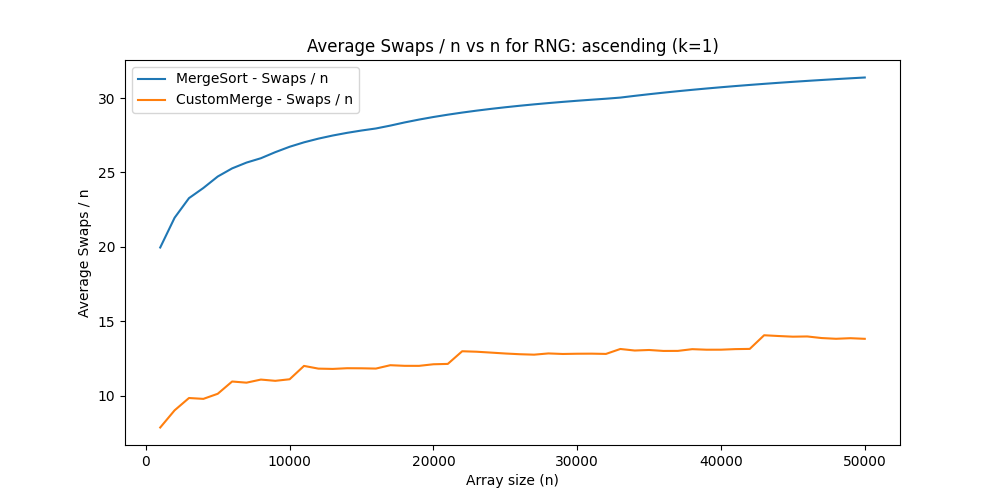 Average Swaps / n vs n for RNG: ascending (k=1)
MergeSort - Swaps / n
CustomMerge - Swaps / n
Average Swaps / n
30
25
20
15
10
0
10000
20000
30000
40000
50000
Array size (n)